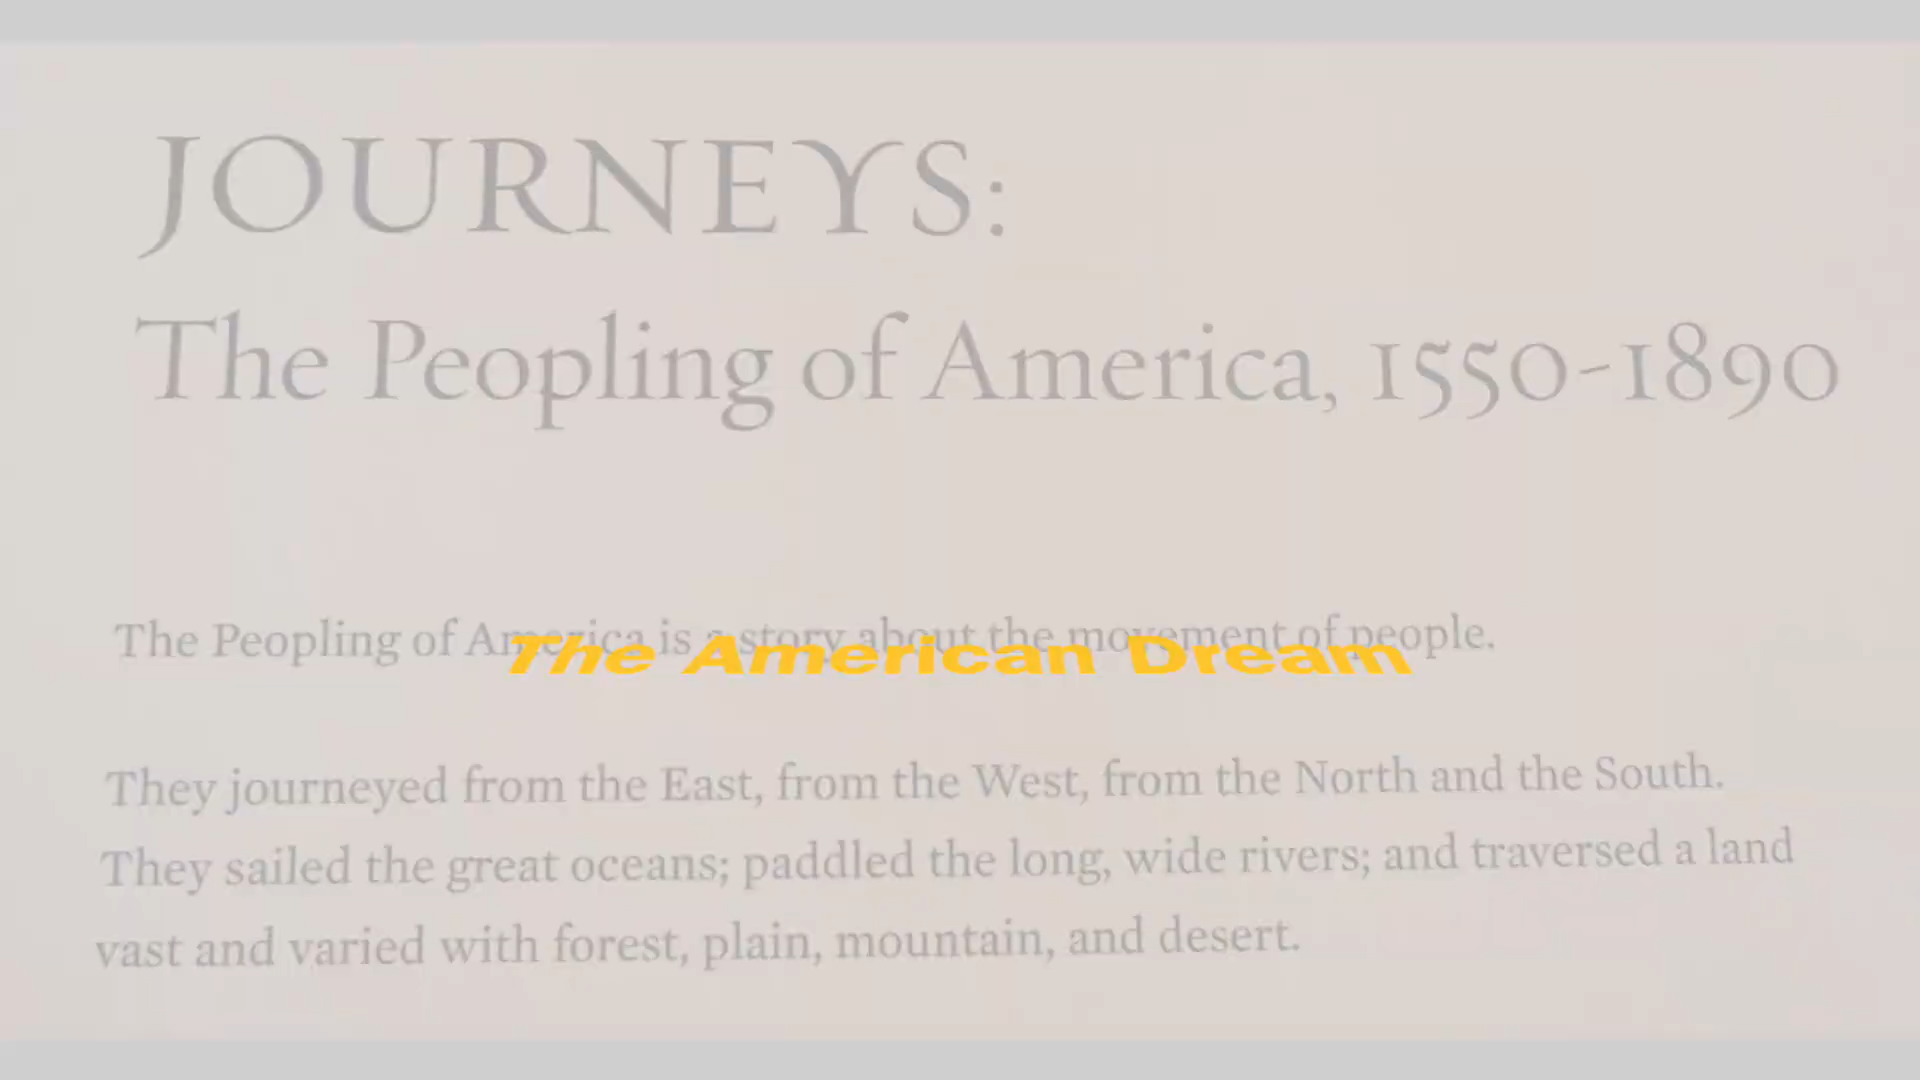 JOURNEYS:
The Peopling of America, 1550-1890
The Peopling of America is a story about the movement of people.
The American Dream
They journeyed from the East, from the West, from the North and the South.
They sailed the great oceans; paddled the long, wide rivers; and traversed a land
vast and varied with forest, plain, mountain, and desert.